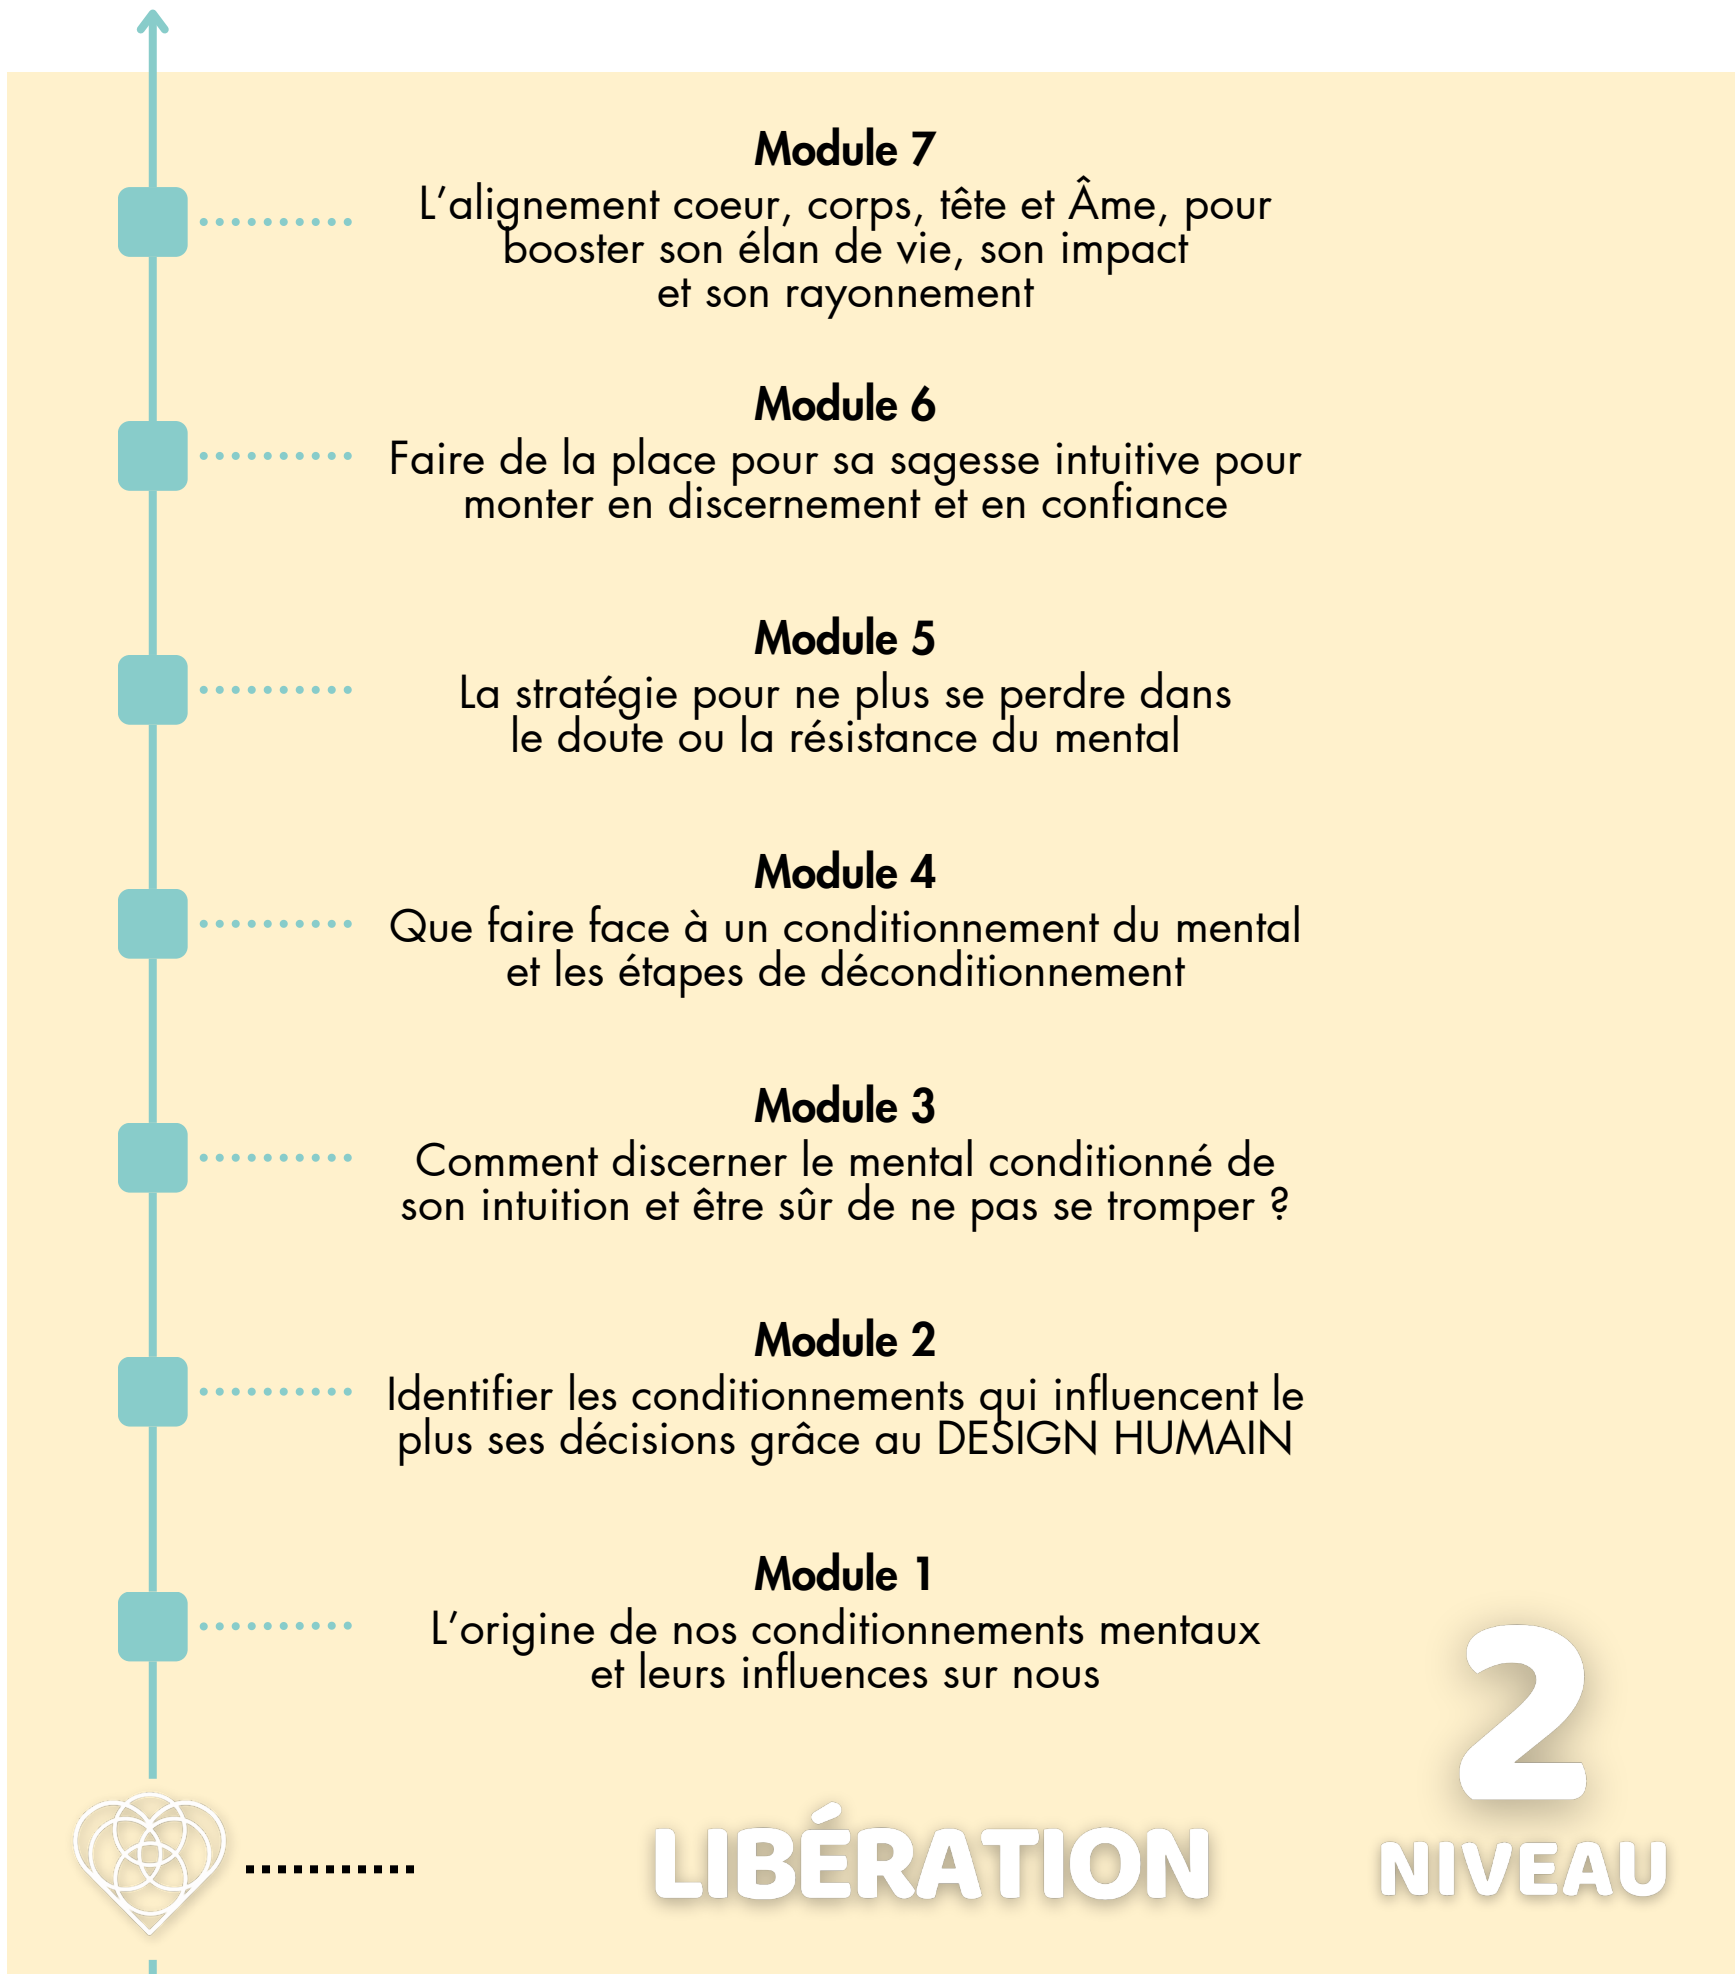 Module 7
L’alignement coeur, corps, tête et Âme, pour
booster son élan de vie, son impact
et son rayonnement
Module 6
Faire de la place pour sa sagesse intuitive pour
monter en discernement et en confiance
Module 5
La stratégie pour ne plus se perdre dans
le doute ou la résistance du mental
Module 4
Que faire face à un conditionnement du mental
et les étapes de déconditionnement
Module 3
Comment discerner le mental conditionné de
son intuition et être sûr de ne pas se tromper ?
Module 2
Identifier les conditionnements qui influencent le
plus ses décisions grâce au DESIGN HUMAIN
Module 1
L’origine de nos conditionnements mentaux
et leurs influences sur nous
LIBÉRATION
2
NIVEAU